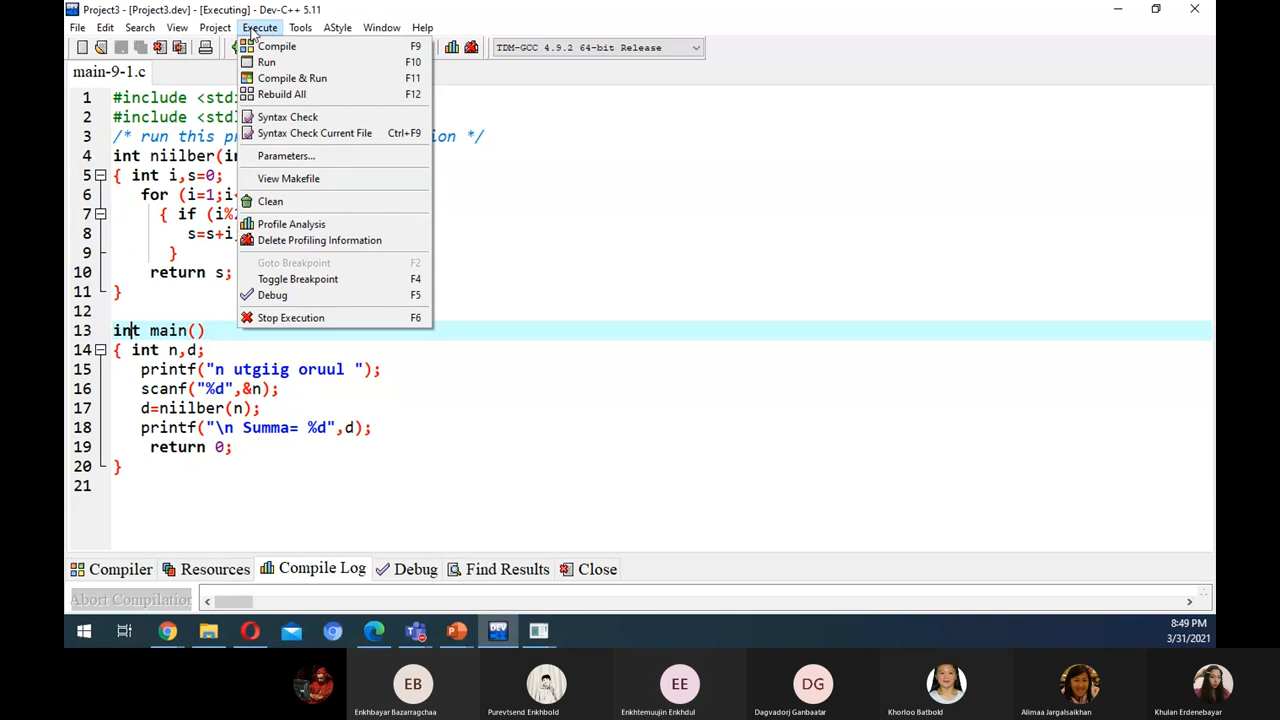 Project3 - [Project3.dev] - [Executing] - Dev-C++ 5.11
File Edit Search View Project Execute Tools AStyle Window Help
TDM-GCC 4.9.2 64-bit Release
main-9-1.c
Compile F9
Run F10
Compile & Run F11
Rebuild All F12
Syntax Check
Syntax Check Current File Ctrl+F9
Parameters...
View Makefile
Clean
Profile Analysis
Delete Profiling Information
Goto Breakpoint F2
Toggle Breakpoint F4
Debug F5
Stop Execution F6
1 #include <std
2 #include <std
3 /* run this p ion */
4 int niilber(i
5 { int i,s=0;
6 for (i=1;i
7 { if (i%
8 s=s+i
9 }
10 return s;
11 }
12
13 int main()
14 { int n,d;
15 printf("n utgiig oruul ");
16 scanf("%d",&n);
17 d=niilber(n);
18 printf("\n Summa= %d",d);
19 return 0;
20 }
21
Compiler Resources Compile Log Debug Find Results Close
Abort Compilation
DEV
8:49 PM
3/31/2021
EB EE DG
Enkhbayar Bazarragchaa Purevtsend Enkhbold Enkhtemuujin Enkhdul Dagvadorj Ganbaatar Khorloo Batbold Alimaa Jargalsaikhan Khulan Erdenebayar